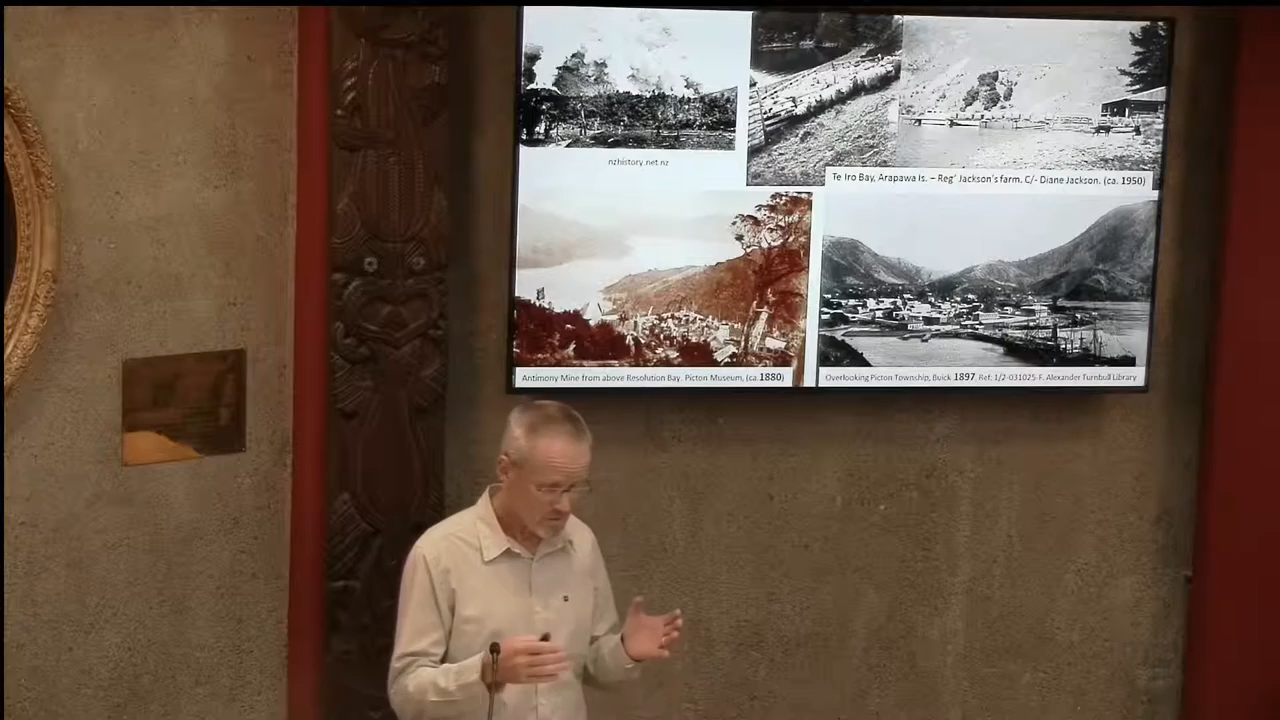 nzhistory.net.nz
Te Iro Bay, Arapawa Is. – Reg' Jackson's farm. C/- Diane Jackson. (ca. 1950)
Antimony Mine from above Resolution Bay. Picton Museum, (ca. 1880)
Overlooking Picton Township, Buick 1897. Ref: 1/2-031025-F. Alexander Turnbull Library